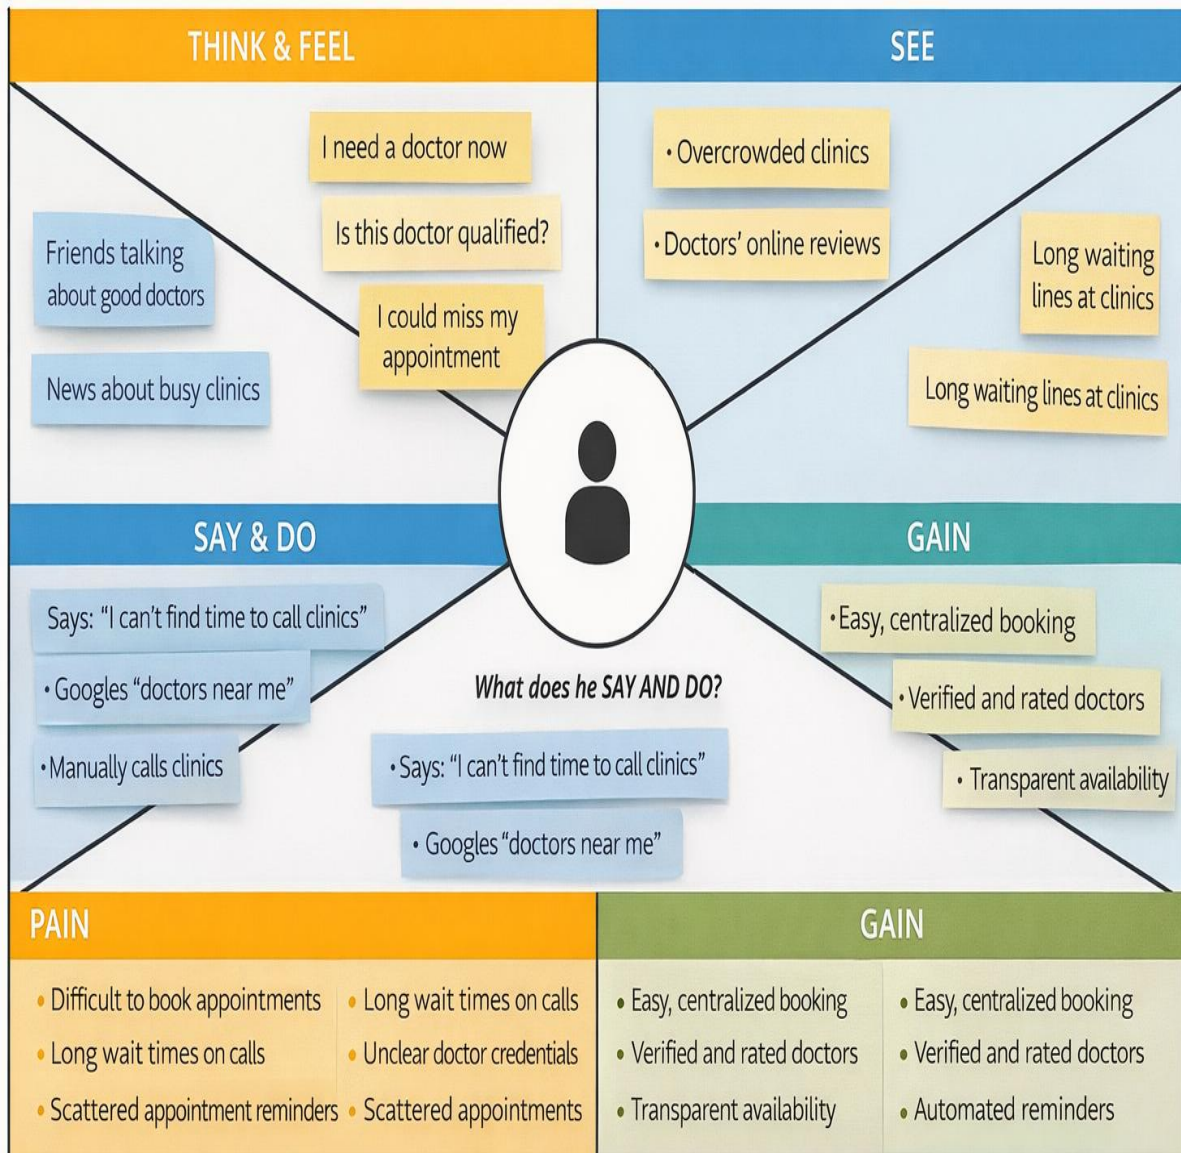 THINK & FEEL
SEE
I need a doctor now
Is this doctor qualified?
I could miss my
appointment
Friends talking
about good doctors
News about busy clinics
• Overcrowded clinics
• Doctors' online reviews
Long waiting
lines at clinics
Long waiting lines at clinics
SAY & DO
GAIN
Says: "I can't find time to call clinics"
• Googles "doctors near me"
• Manually calls clinics
What does he SAY AND DO?
• Says: "I can't find time to call clinics"
• Googles "doctors near me"
• Easy, centralized booking
• Verified and rated doctors
• Transparent availability
PAIN
• Difficult to book appointments
• Long wait times on calls
• Scattered appointment reminders
• Long wait times on calls
• Unclear doctor credentials
• Scattered appointments
GAIN
• Easy, centralized booking
• Verified and rated doctors
• Transparent availability
• Easy, centralized booking
• Verified and rated doctors
• Automated reminders